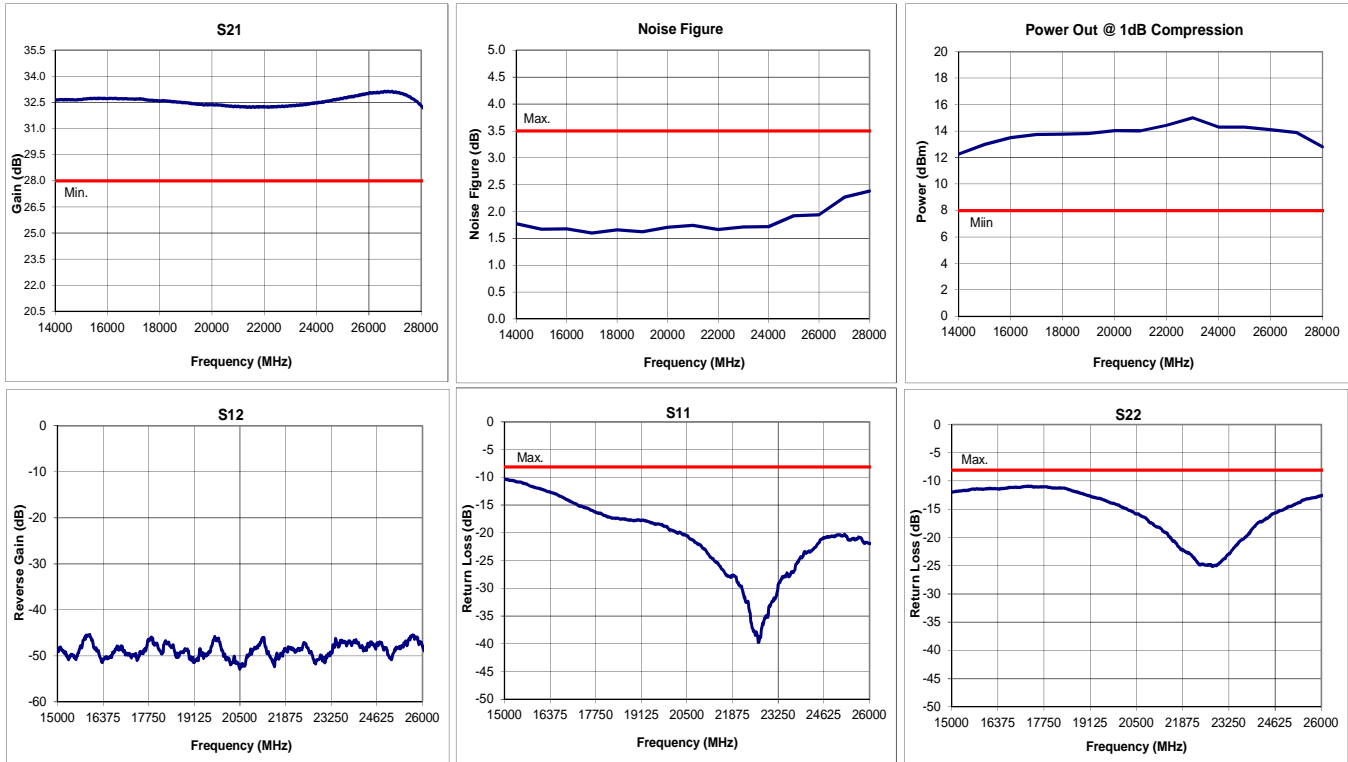 S21
Gain (dB)
35.5
34.0
32.5
31.0
29.5
28.0
26.5
25.0
23.5
22.0
20.5
Min.
14000 16000 18000 20000 22000 24000 26000 28000
Frequency (MHz)
Noise Figure
Noise Figure (dB)
5.0
4.5
4.0
3.5
3.0
2.5
2.0
1.5
1.0
0.5
0.0
Max.
14000 16000 18000 20000 22000 24000 26000 28000
Frequency (MHz)
Power Out @ 1dB Compression
Power (dBm)
20
18
16
14
12
10
8
6
4
2
0
Miin
14000 16000 18000 20000 22000 24000 26000 28000
Frequency (MHz)
S12
Reverse Gain (dB)
0
-10
-20
-30
-40
-50
-60
15000 16375 17750 19125 20500 21875 23250 24625 26000
Frequency (MHz)
S11
Return Loss (dB)
0
-5
-10
-15
-20
-25
-30
-35
-40
-45
-50
Max.
15000 16375 17750 19125 20500 21875 23250 24625 26000
Frequency (MHz)
S22
Return Loss (dB)
0
-5
-10
-15
-20
-25
-30
-35
-40
-45
-50
Max.
15000 16375 17750 19125 20500 21875 23250 24625 26000
Frequency (MHz)